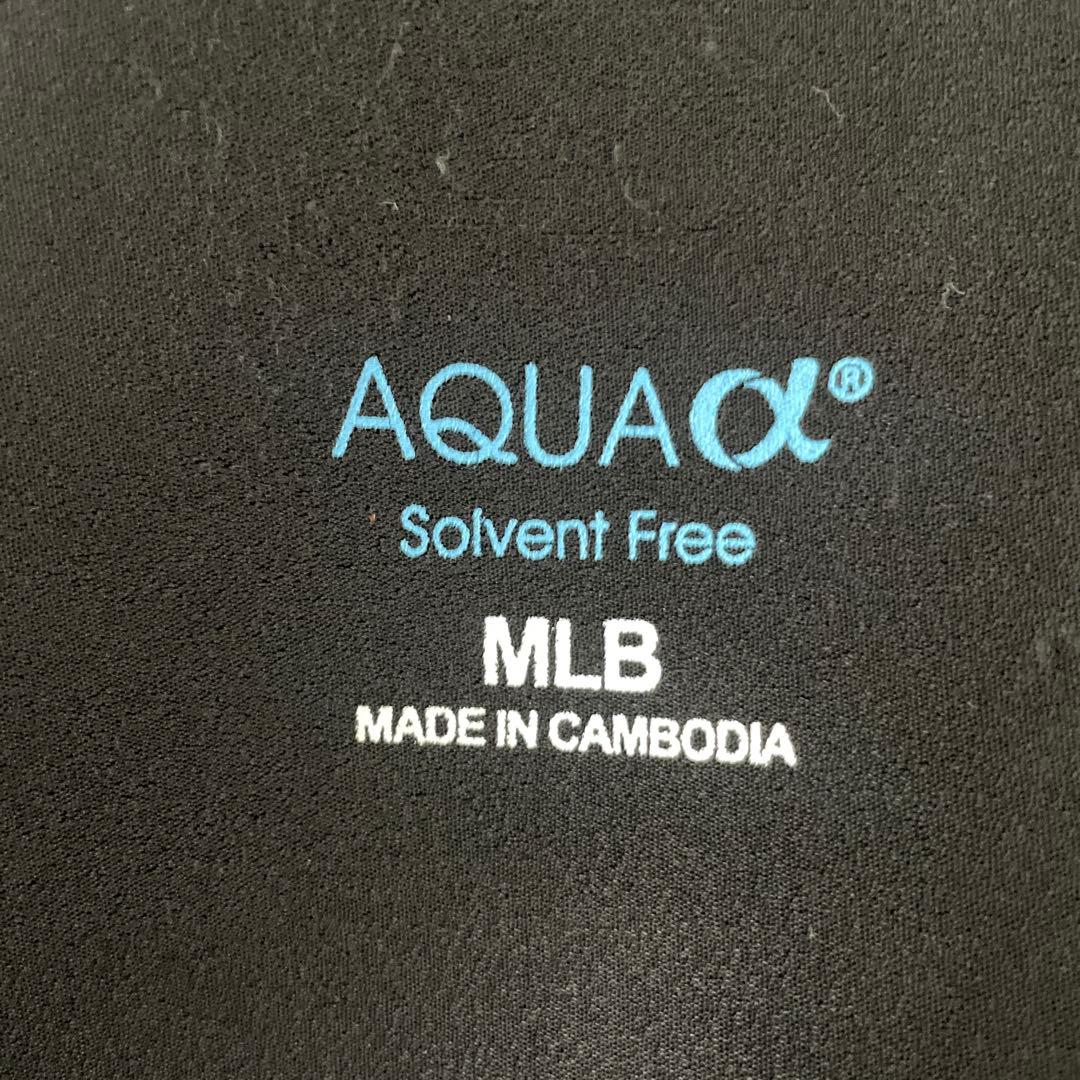 AQUAα®
Solvent Free
MLB
MADE IN CAMBODIA